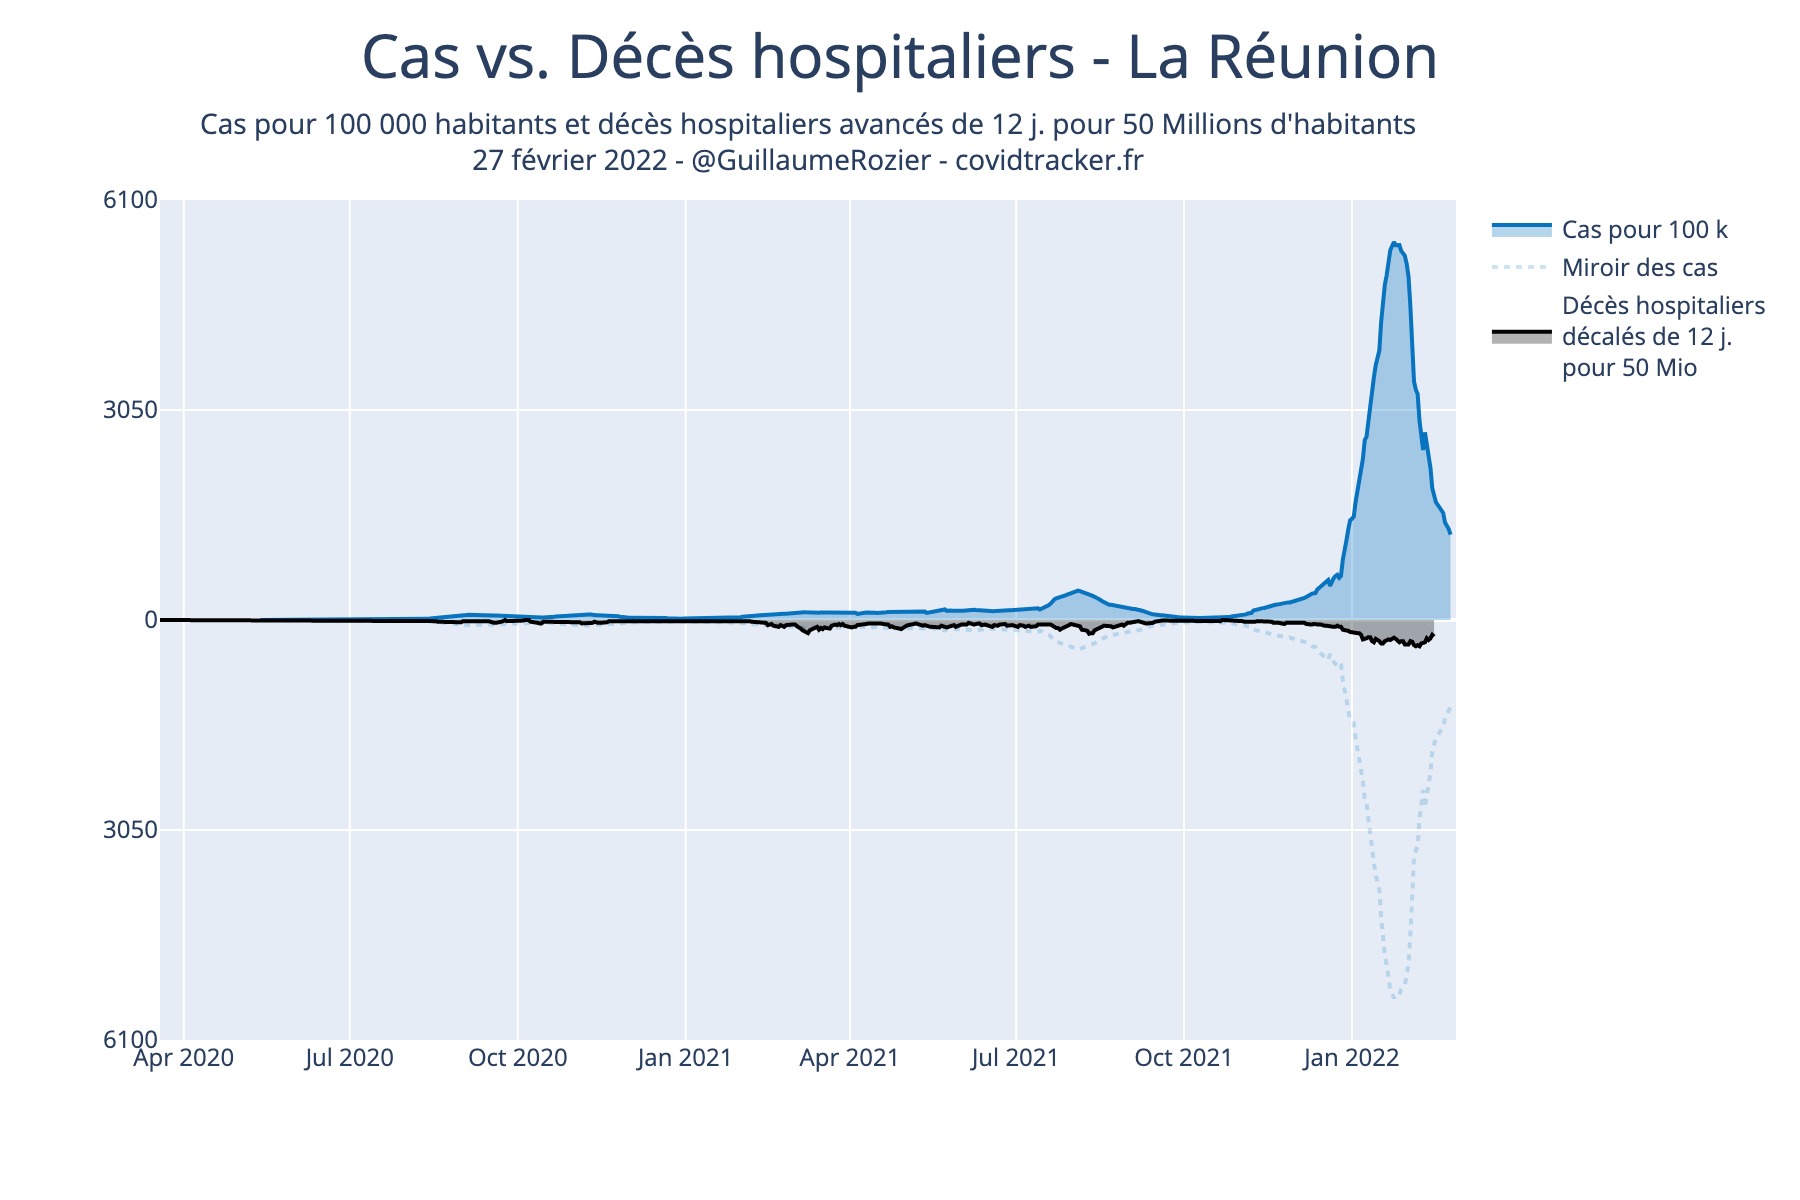 Cas vs. Décès hospitaliers - La Réunion
Cas pour 100 000 habitants et décès hospitaliers avancés de 12 j. pour 50 Millions d'habitants
27 février 2022 - @GuillaumeRozier - covidtracker.fr
6100
3050
0
3050
6100
Apr 2020
Jul 2020
Oct 2020
Jan 2021
Apr 2021
Jul 2021
Oct 2021
Jan 2022
Cas pour 100 k
Miroir des cas
Décès hospitaliers
décalés de 12 j.
pour 50 Mio